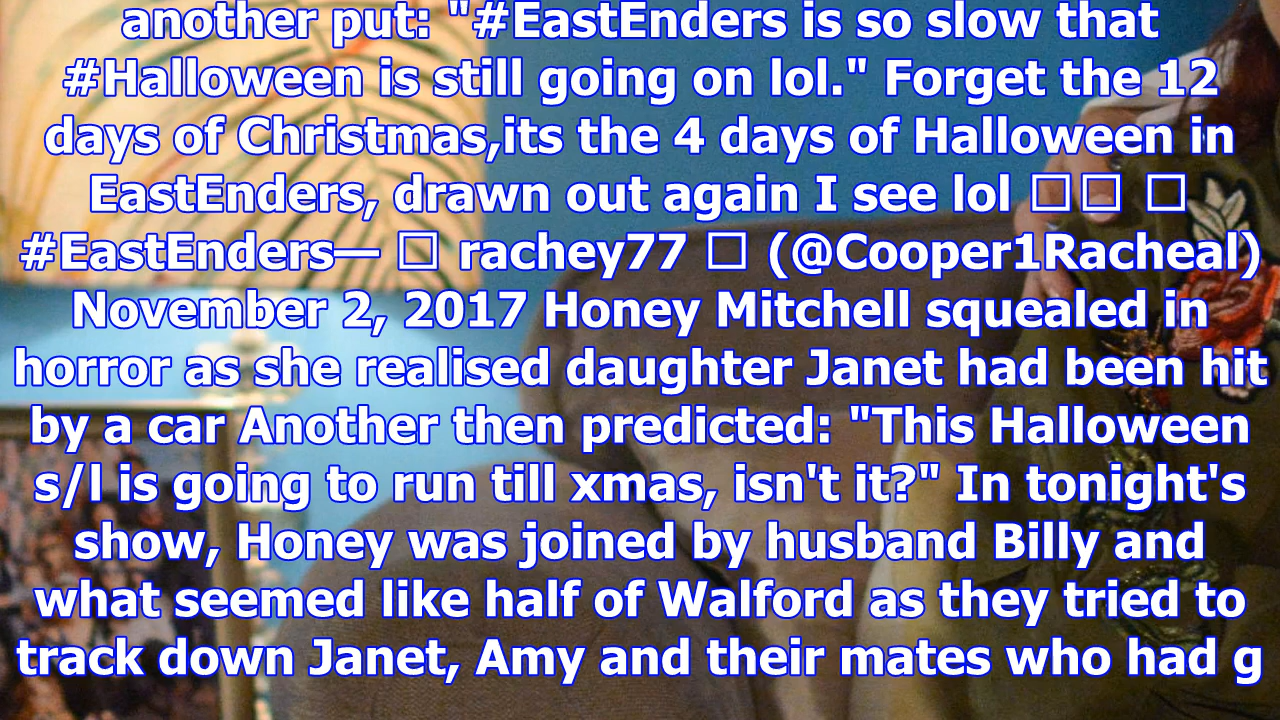 another put: "#EastEnders is so slow that
#Halloween is still going on lol." Forget the 12
days of Christmas,its the 4 days of Halloween in
EastEnders, drawn out again I see lol □□ □
#EastEnders— □ rachey77 □ (@Cooper1Racheal)
November 2, 2017 Honey Mitchell squealed in
horror as she realised daughter Janet had been hit
by a car Another then predicted: "This Halloween
s/l is going to run till xmas, isn't it?" In tonight's
show, Honey was joined by husband Billy and
what seemed like half of Walford as they tried to
track down Janet, Amy and their mates who had g